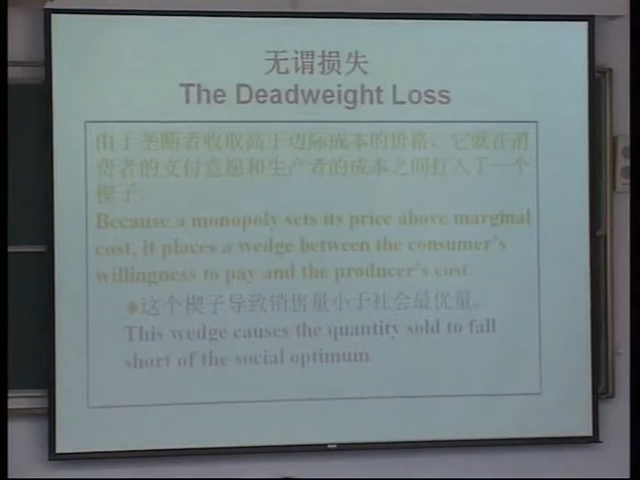 无谓损失
The Deadweight Loss
由于垄断者收取高于边际成本的价格，它就在消
费者的支付意愿和生产者的成本之间打入了一个
楔子。
Because a monopoly sets its price above marginal
cost, it places a wedge between the consumer's
willingness to pay and the producer's cost.
这个楔子导致销售量小于社会最优量。
This wedge causes the quantity sold to fall
short of the social optimum.